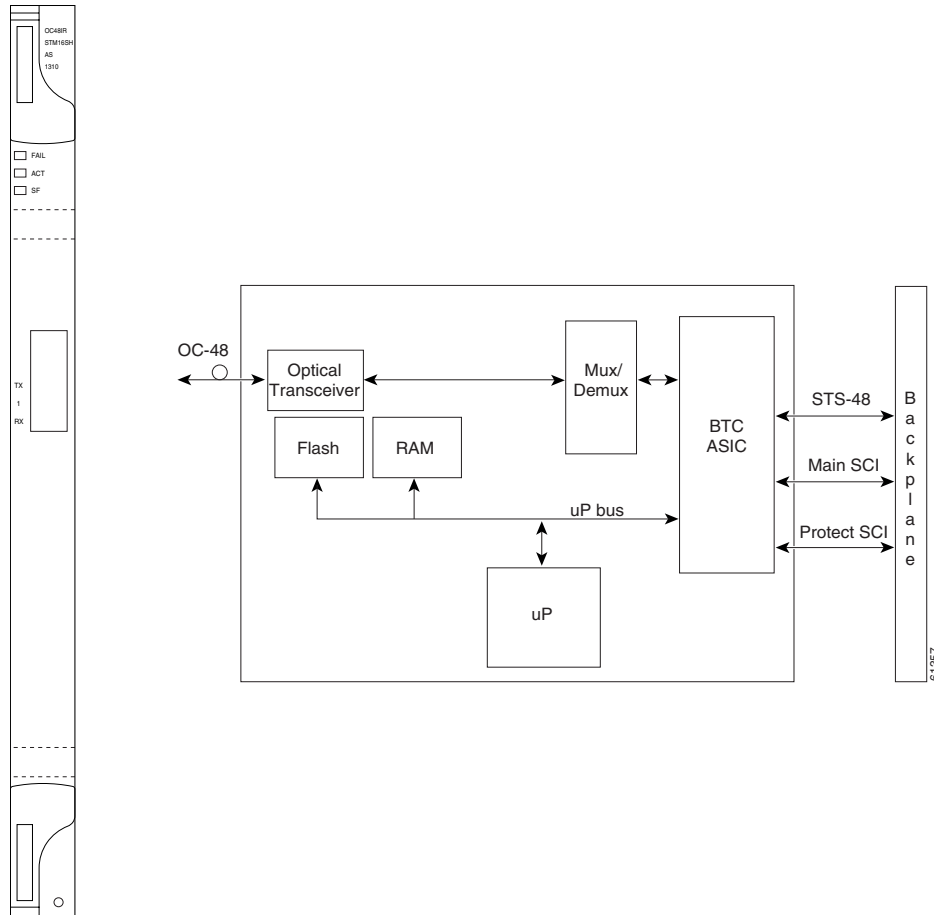 OC48IR
STM16SH
AS
1310
FAIL
ACT
SF
TX
1
RX
OC-48
Optical
Transceiver
Flash
RAM
Mux/
Demux
BTC
ASIC
uP bus
uP
STS-48
Main SCI
Protect SCI
Backplane